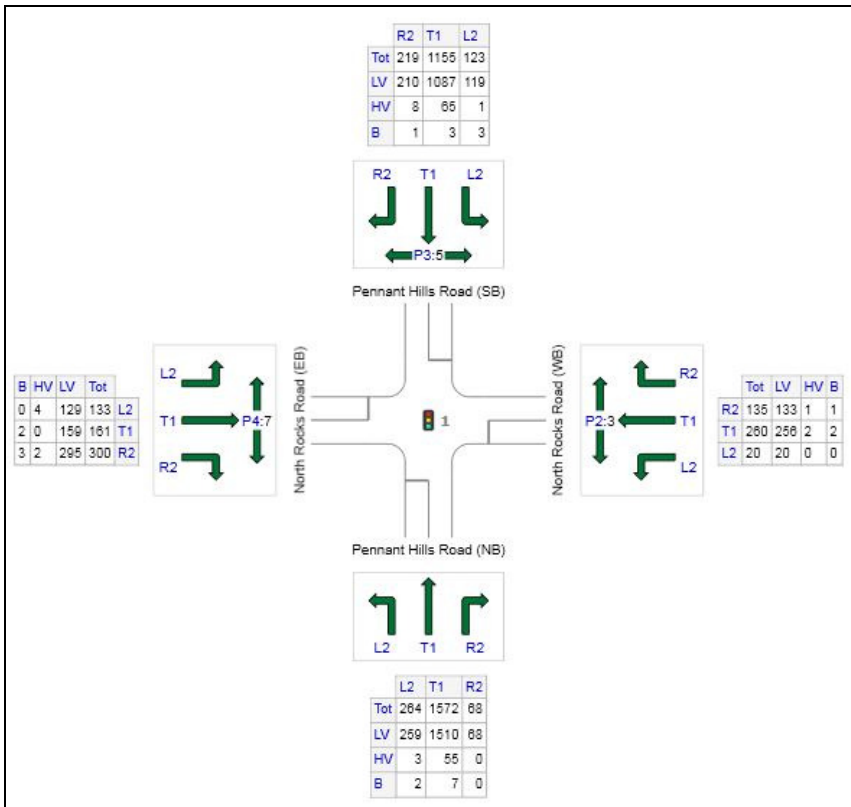 R2 T1 L2
Tot 219 1155 123
LV 210 1087 119
HV 8 65 1
B 1 3 3
R2 T1 L2
P3:5
Pennant Hills Road (SB)
B HV LV Tot
0 4 129 133 L2
2 0 159 161 T1
3 2 295 300 R2
L2
T1 P4:7
R2
North Rocks Road (EB)
1
North Rocks Road (WB)
R2
P2:3 T1
L2
Tot LV HV B
R2 135 133 1 1
T1 260 256 2 2
L2 20 20 0 0
Pennant Hills Road (NB)
L2 T1 R2
L2 T1 R2
Tot 264 1572 68
LV 259 1510 68
HV 3 55 0
B 2 7 0